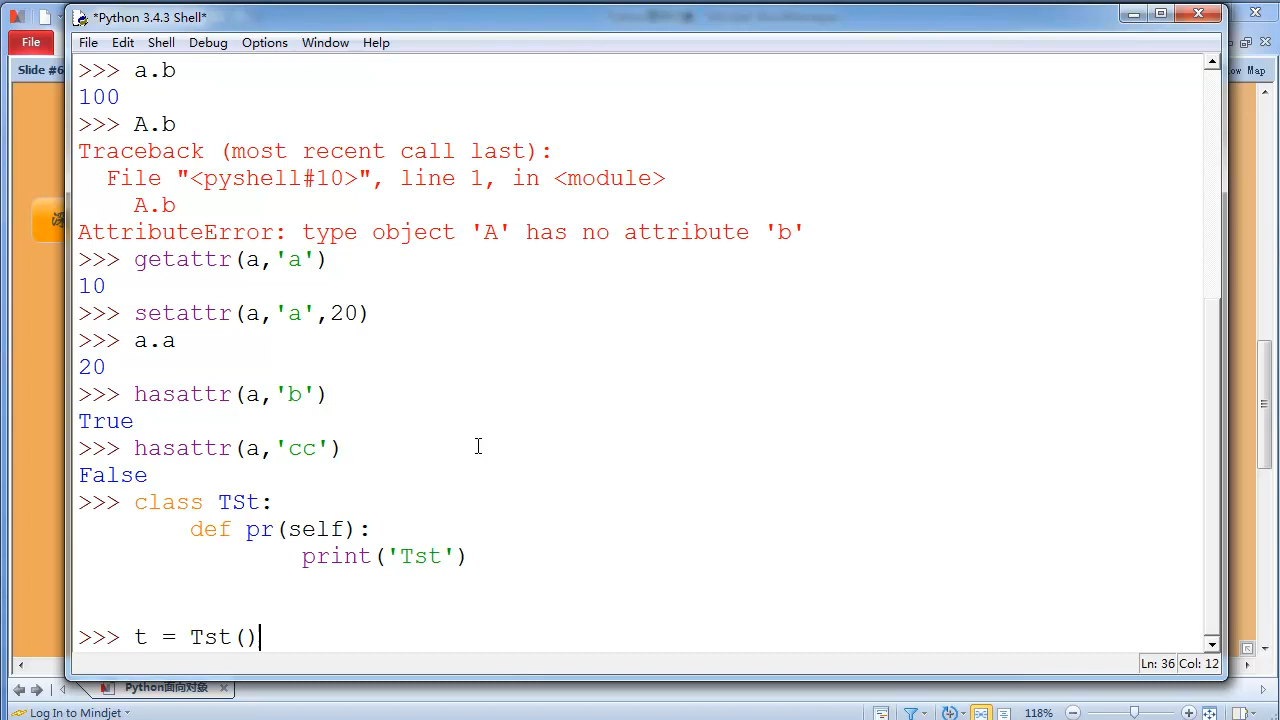 *Python 3.4.3 Shell*
File
File Edit Shell Debug Options Window Help
Slide #6
ow Map
>>> a.b
100
>>> A.b
Traceback (most recent call last):
  File "<pyshell#10>", line 1, in <module>
    A.b
AttributeError: type object 'A' has no attribute 'b'
>>> getattr(a,'a')
10
>>> setattr(a,'a',20)
>>> a.a
20
>>> hasattr(a,'b')
True
>>> hasattr(a,'cc')
False
>>> class TSt:
        def pr(self):
                print('Tst')
>>> t = Tst()
Ln: 36 Col: 12
Python面向对象
Log In to Mindjet
118%